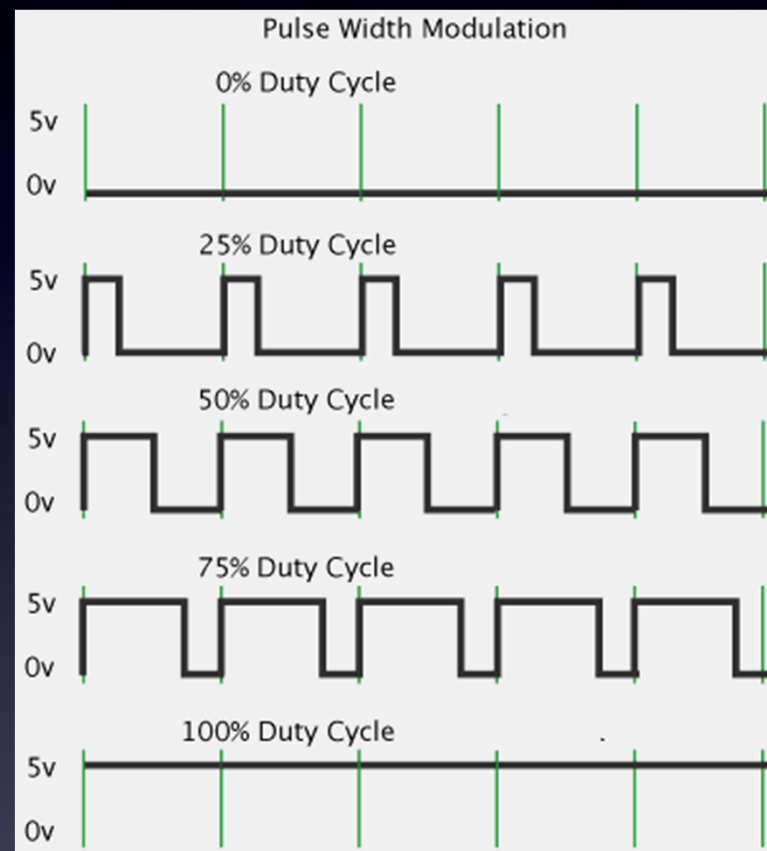 Pulse Width Modulation
0% Duty Cycle
5v
0v
25% Duty Cycle
5v
0v
50% Duty Cycle
5v
0v
75% Duty Cycle
5v
0v
100% Duty Cycle
5v
0v